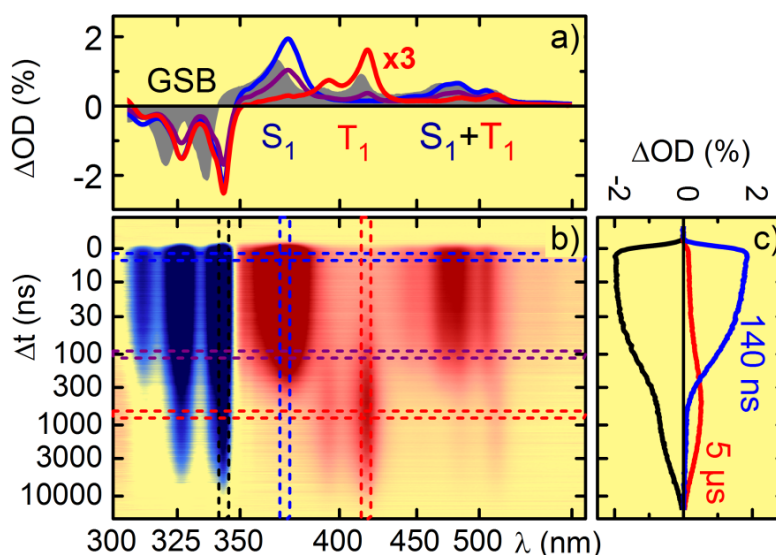 a)
2
0
-2
ΔOD (%)
GSB
x3
S1
T1
S1+T1
b)
0
10
30
100
300
1000
3000
10000
Δt (ns)
300
325
350
400
450
500
λ (nm)
ΔOD (%)
-2
0
2
c)
140 ns
5 μs